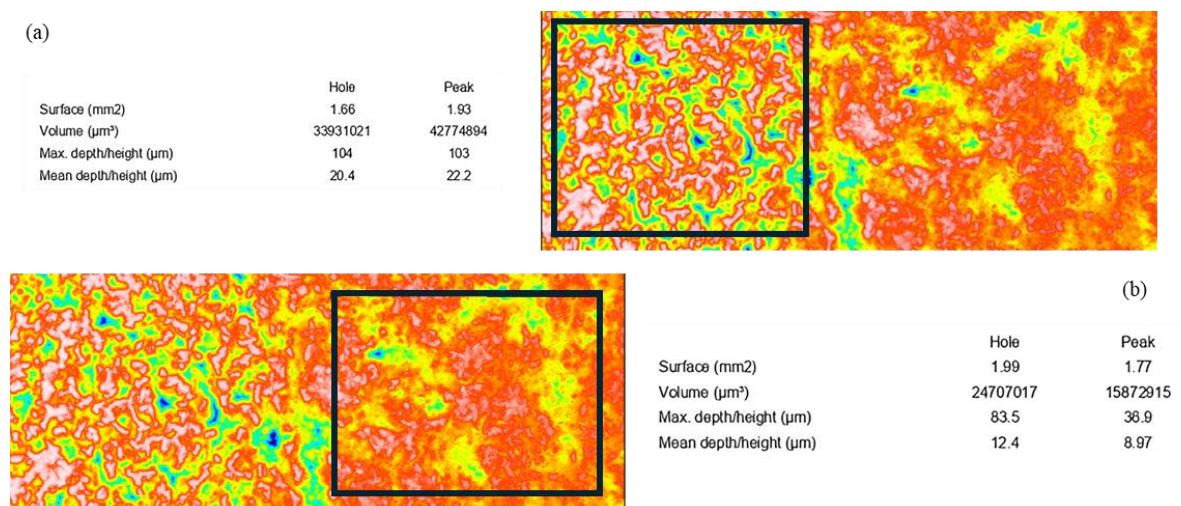 (a)
Hole Peak
Surface (mm2) 1.66 1.93
Volume (µm³) 33931021 42774894
Max. depth/height (µm) 104 103
Mean depth/height (µm) 20.4 22.2
(b)
Hole Peak
Surface (mm2) 1.99 1.77
Volume (µm³) 24707017 15872915
Max. depth/height (µm) 83.5 36.9
Mean depth/height (µm) 12.4 8.97